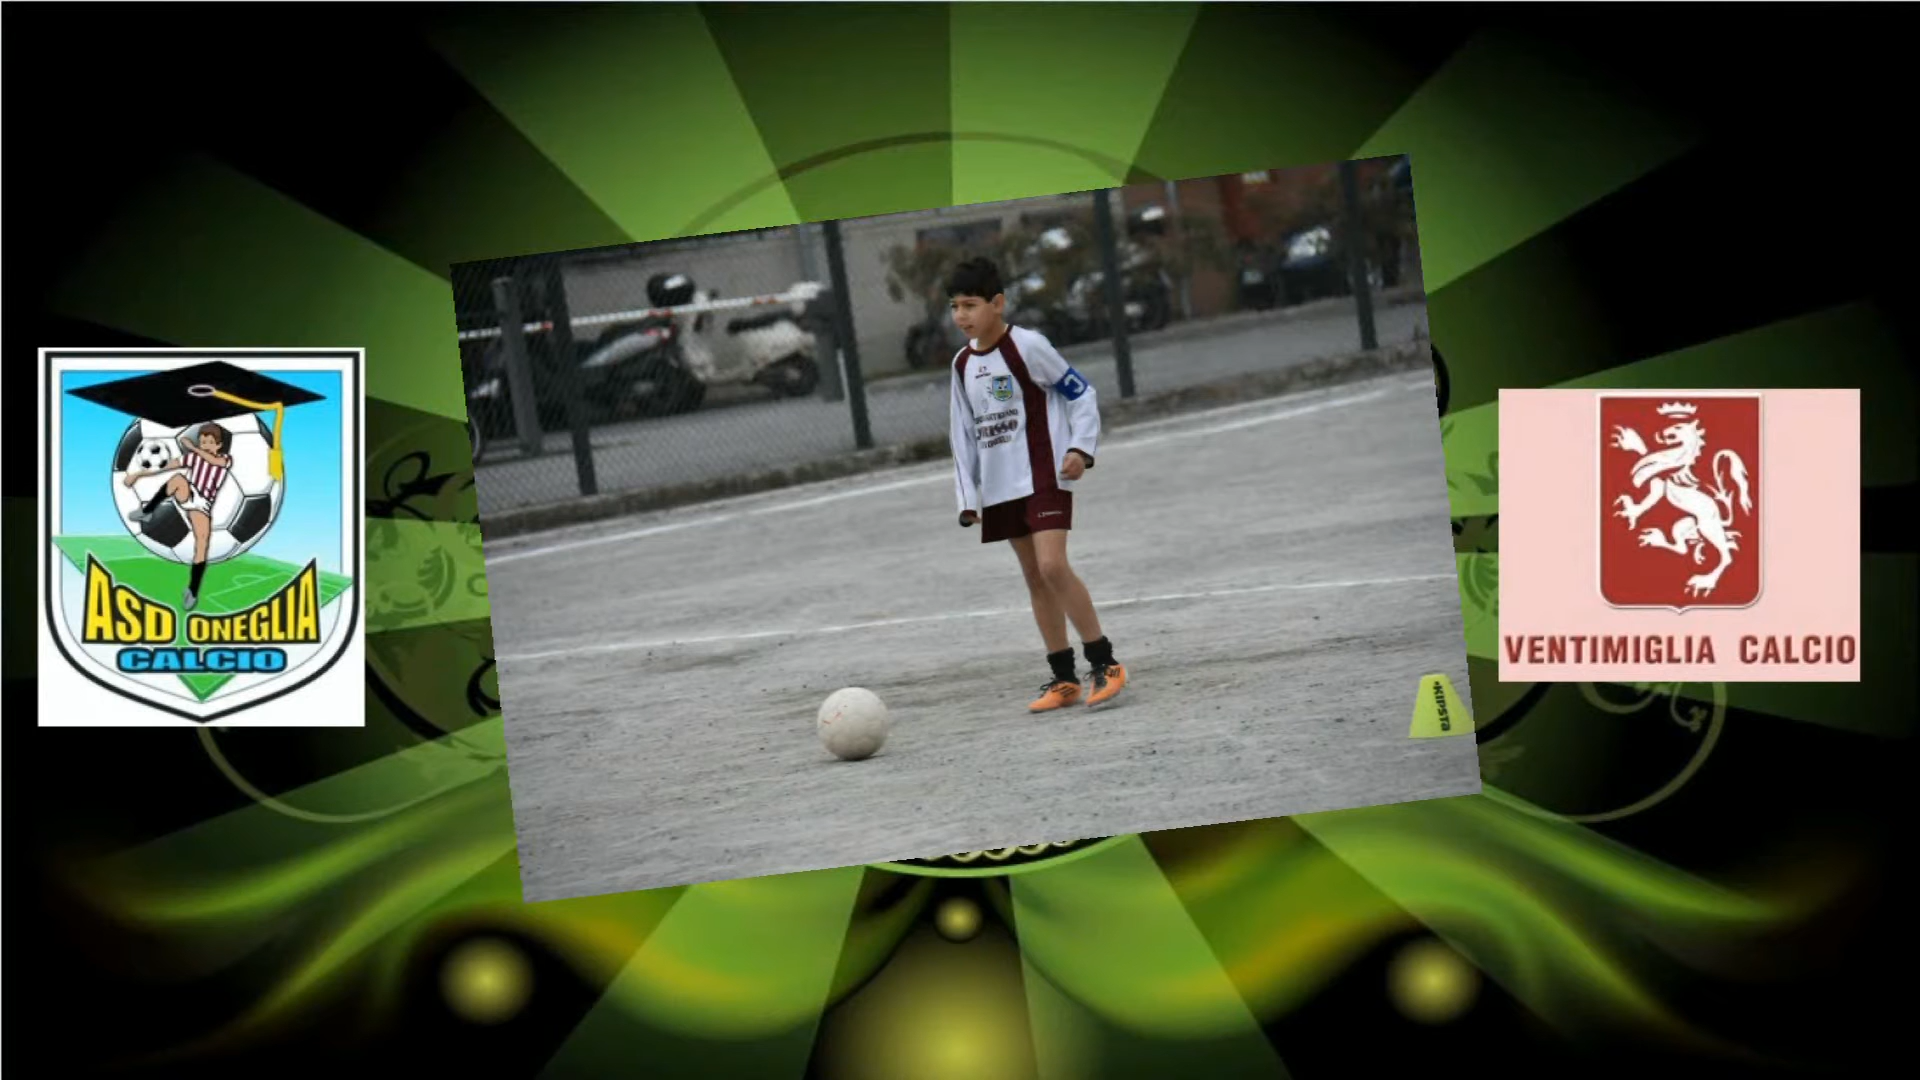 ASD ONEGLIA
CALCIO
C
KIPSTA
VENTIMIGLIA CALCIO